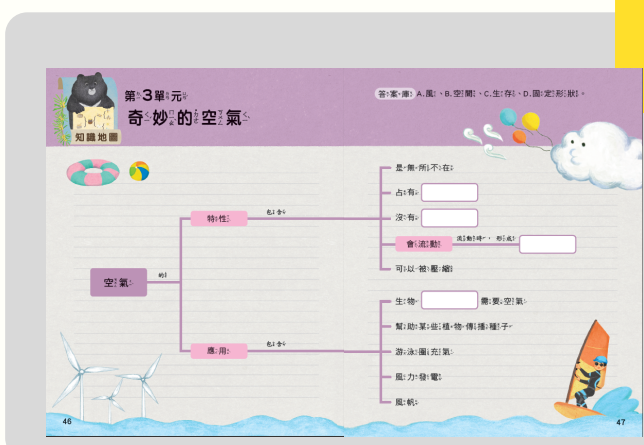 第3單元
奇妙的空氣
知識地圖
答案庫 A.風、B.空間、C.生存、D.固定形狀。
空氣
的
特性
包含
是無所不在
占有
沒有
會流動
流動時，形成
可以被壓縮
應用
包含
生物 需要空氣
幫助某些植物傳播種子
游泳圈充氣
風力發電
風帆
46
47